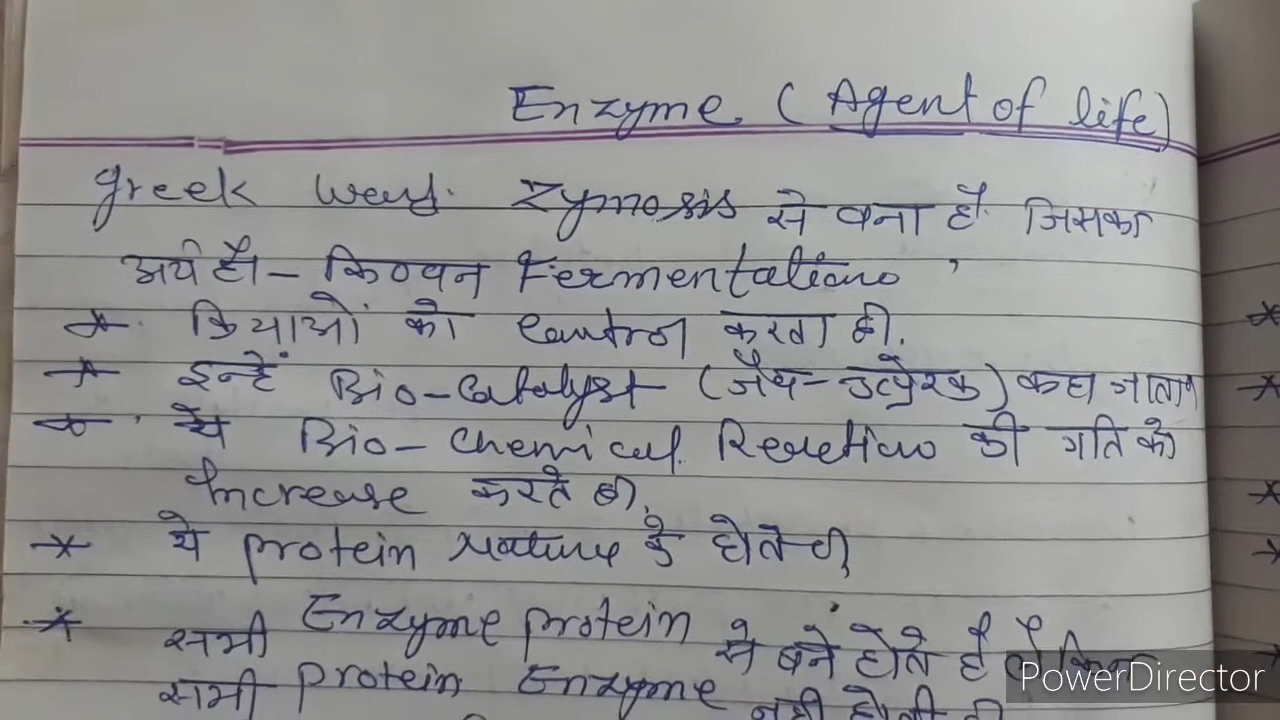 Enzyme (Agent of life)
Greek word Zymosis से बना है जिसका
अर्थ है - किण्वन Fermentation
* क्रियाओं को control करता है.
* इन्हें Bio-Catalyst (जैव-उत्प्रेरक) कहा जाता
* ये Bio-chemical Reaction की गति को
Increase करते है.
* ये protein Nature के होते है
* सभी Enzyme protein से बने होते है लेकिन
सभी protein Enzyme नही होती है
PowerDirector